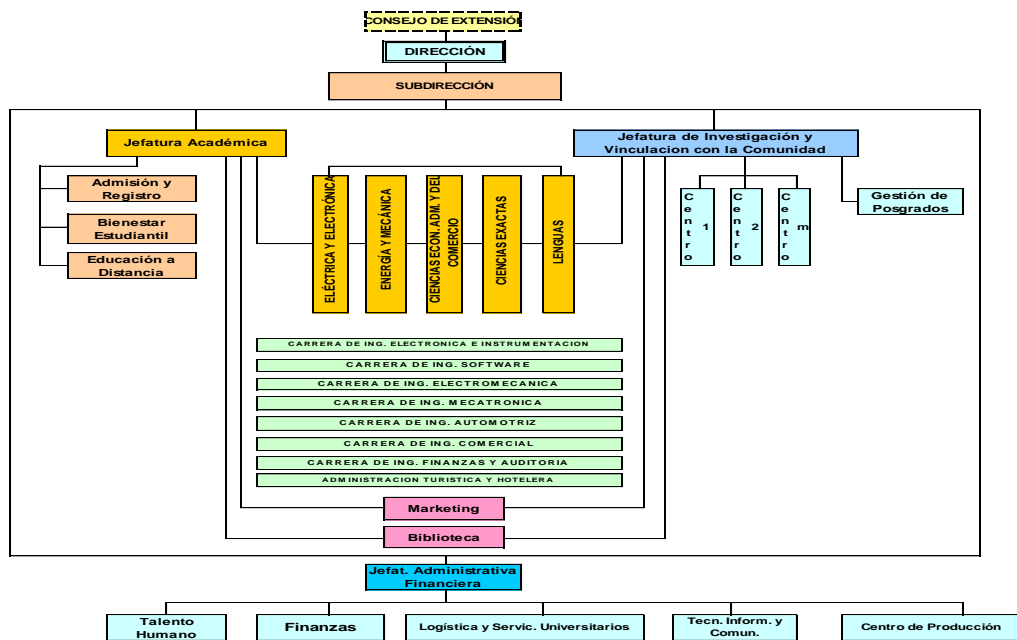 CONSEJO DE EXTENSIÓN
DIRECCIÓN
SUBDIRECCIÓN
Jefatura Académica
Jefatura de Investigación y
Vinculacion con la Comunidad
Admisión y
Registro
Bienestar
Estudiantil
Educación a
Distancia
ELÉCTRICA Y ELECTRÓNICA
ENERGÍA Y MECÁNICA
CIENCIAS ECON. ADM. Y DEL
COMERCIO
CIENCIAS EXACTAS
LENGUAS
Centro 1
Centro 2
Centro m
Gestión de
Posgrados
CARRERA DE ING. ELECTRONICA E INSTRUMENTACION
CARRERA DE ING. SOFTWARE
CARRERA DE ING. ELECTROMECANICA
CARRERA DE ING. MECATRONICA
CARRERA DE ING. AUTOMOTRIZ
CARRERA DE ING. COMERCIAL
CARRERA DE ING. FINANZAS Y AUDITORIA
ADMINISTRACION TURISTICA Y HOTELERA
Marketing
Biblioteca
Jefat. Administrativa
Financiera
Talento
Humano
Finanzas
Logística y Servic. Universitarios
Tecn. Inform. y
Comun.
Centro de Producción